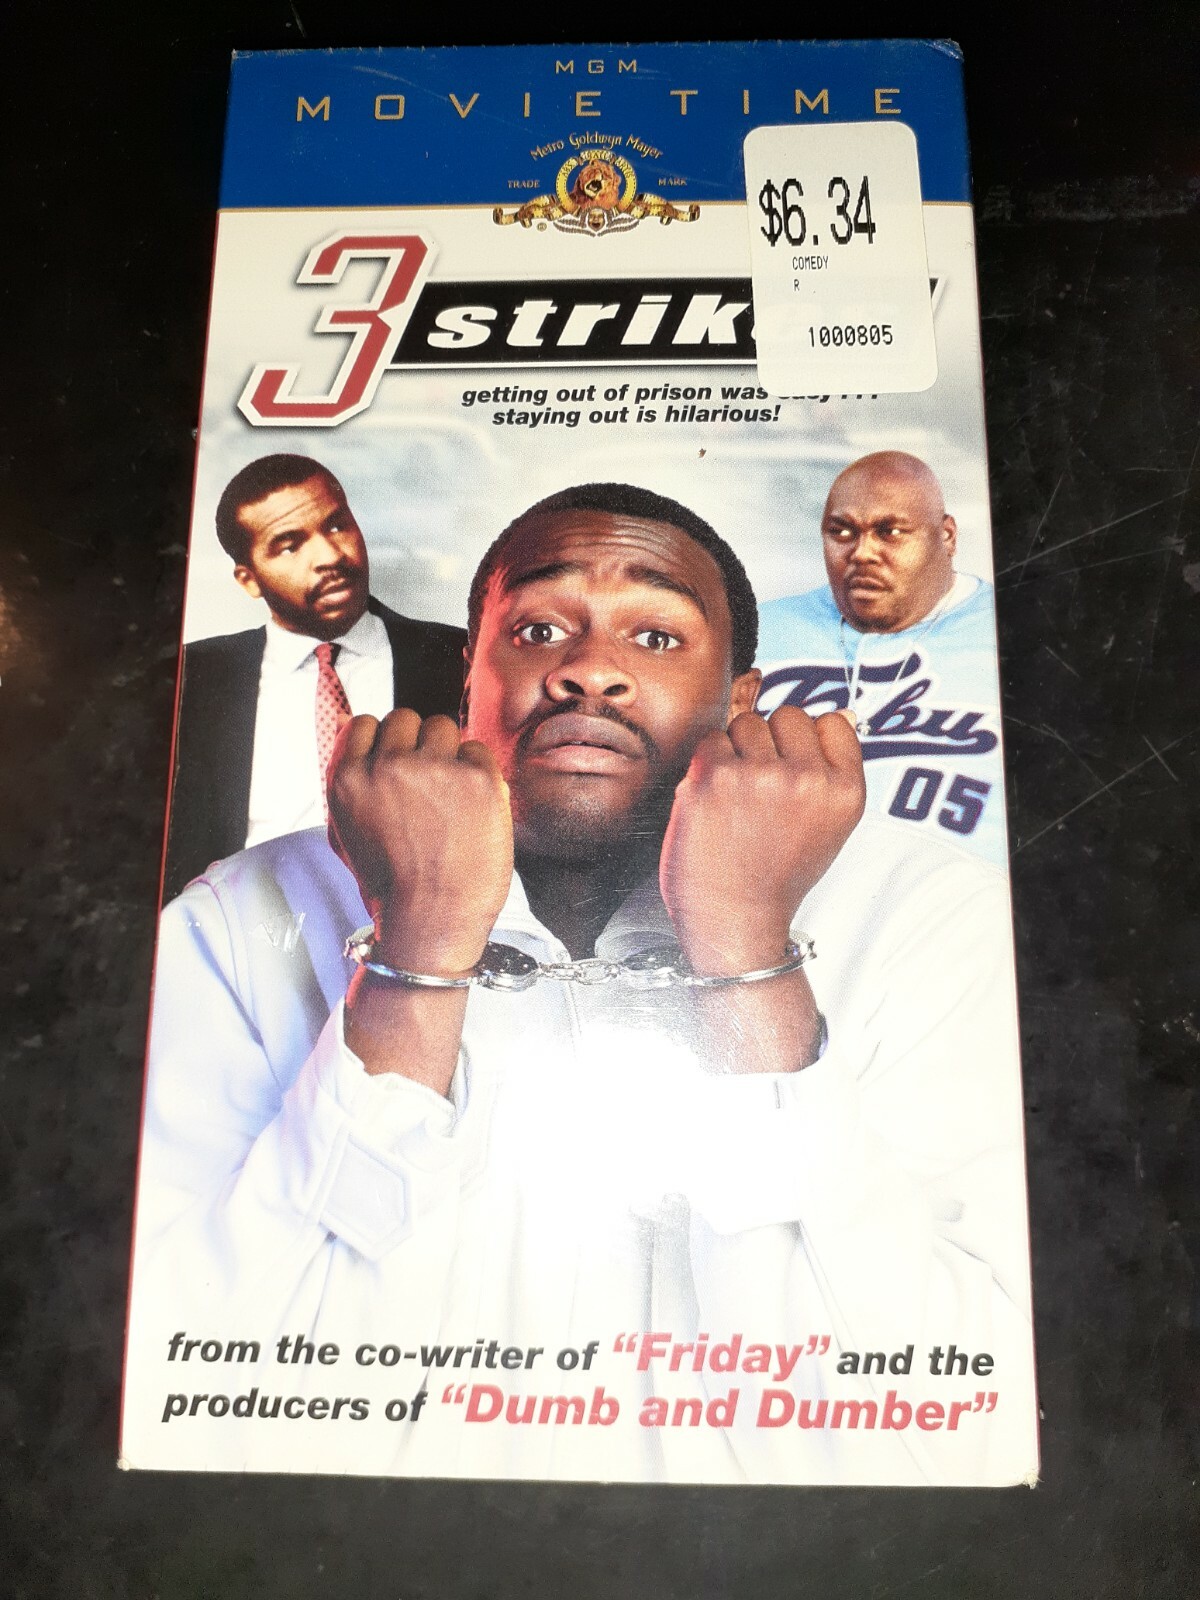 MGM
MOVIE TIME
Metro Goldwyn Mayer
TRADE MARK
$6.34
COMEDY
R
1000805
3
getting out of prison was
staying out is hilarious!
Tabu
05
from the co-writer of "Friday" and the
producers of "Dumb and Dumber"